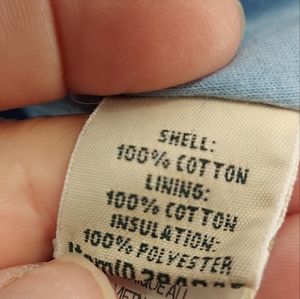 SHELL:
100% COTTON
LINING:
100% COTTON
INSULATION:
100% POLYESTER